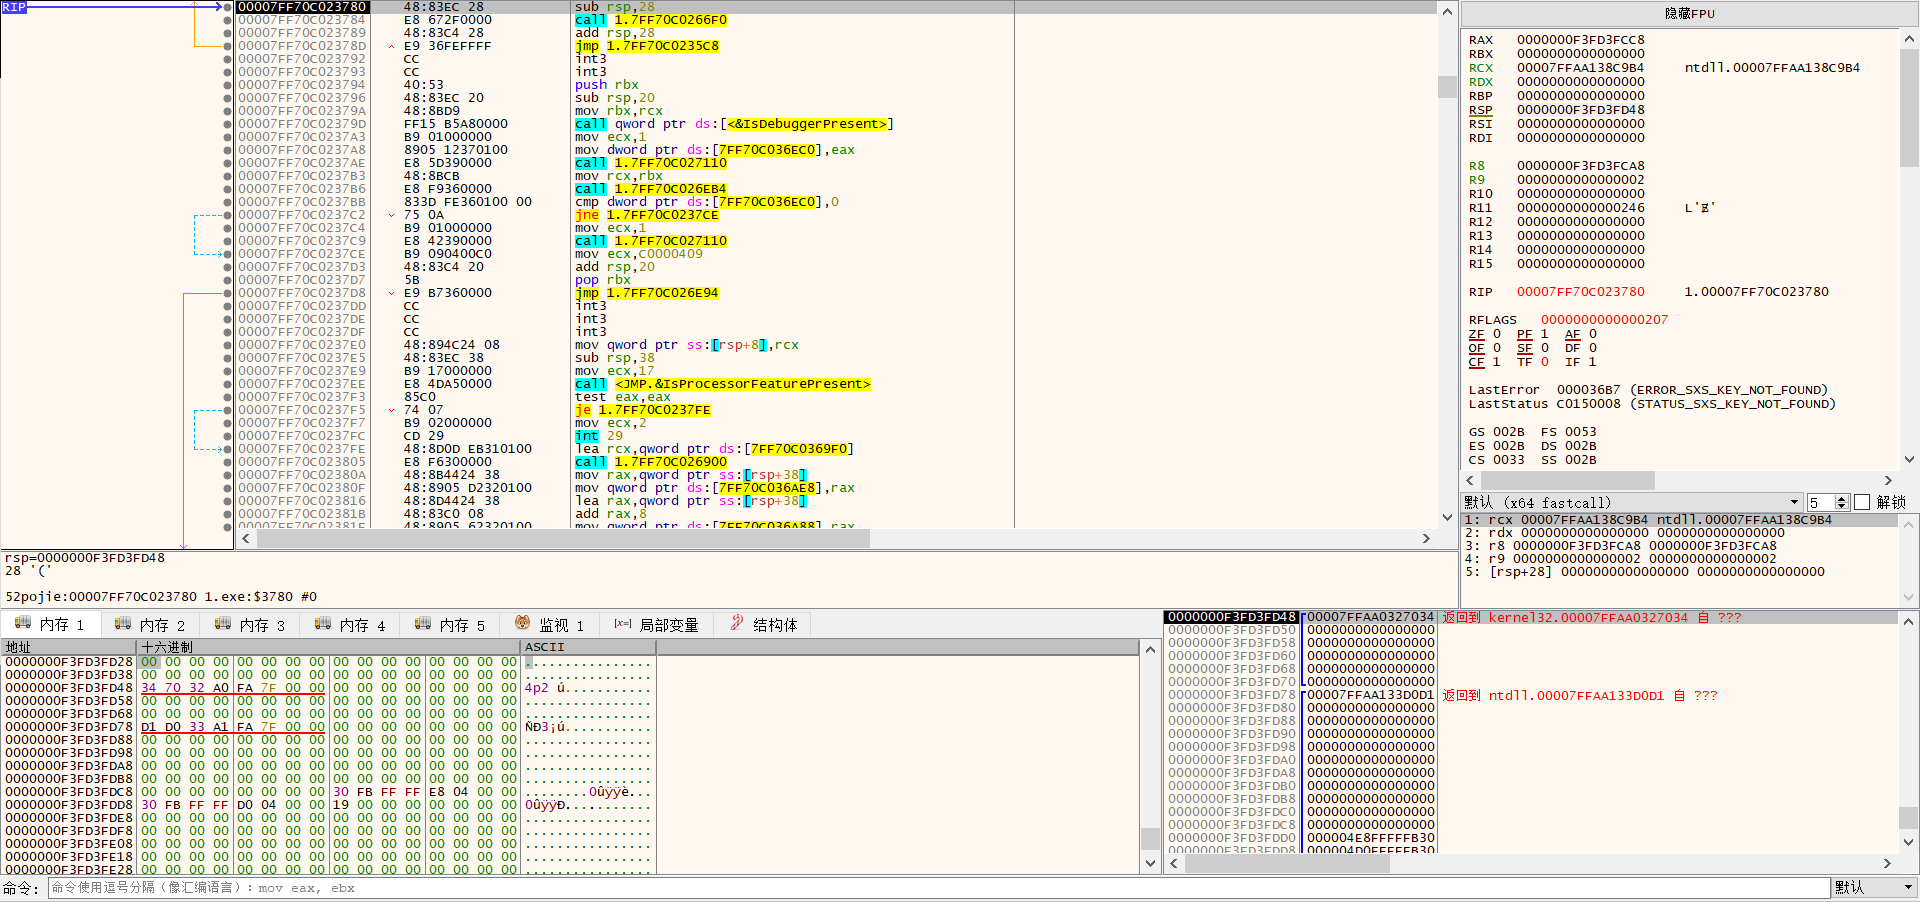 RIP
00007FF70C023780 48:83EC 28 sub rsp,28
00007FF70C023784 E8 672F0000 call 1.7FF70C0266F0
00007FF70C023789 48:83C4 28 add rsp,28
00007FF70C02378D E9 36FEFFFF jmp 1.7FF70C0235C8
00007FF70C023792 CC int3
00007FF70C023793 CC int3
00007FF70C023794 40:53 push rbx
00007FF70C023796 48:83EC 20 sub rsp,20
00007FF70C02379A 48:8BD9 mov rbx,rcx
00007FF70C02379D FF15 B5A80000 call qword ptr ds:[<&IsDebuggerPresent>]
00007FF70C0237A3 B9 01000000 mov ecx,1
00007FF70C0237A8 8905 12370100 mov dword ptr ds:[7FF70C036EC0],eax
00007FF70C0237AE E8 5D390000 call 1.7FF70C027110
00007FF70C0237B3 48:8BCB mov rcx,rbx
00007FF70C0237B6 E8 F9360000 call 1.7FF70C026EB4
00007FF70C0237BB 833D FE360100 00 cmp dword ptr ds:[7FF70C036EC0],0
00007FF70C0237C2 75 0A jne 1.7FF70C0237CE
00007FF70C0237C4 B9 01000000 mov ecx,1
00007FF70C0237C9 E8 42390000 call 1.7FF70C027110
00007FF70C0237CE B9 090400C0 mov ecx,C0000409
00007FF70C0237D3 48:83C4 20 add rsp,20
00007FF70C0237D7 5B pop rbx
00007FF70C0237D8 E9 B7360000 jmp 1.7FF70C026E94
00007FF70C0237DD CC int3
00007FF70C0237DE CC int3
00007FF70C0237DF CC int3
00007FF70C0237E0 48:894C24 08 mov qword ptr ss:[rsp+8],rcx
00007FF70C0237E5 48:83EC 38 sub rsp,38
00007FF70C0237E9 B9 17000000 mov ecx,17
00007FF70C0237EE E8 4DA50000 call <JMP.&IsProcessorFeaturePresent>
00007FF70C0237F3 85C0 test eax,eax
00007FF70C0237F5 74 07 je 1.7FF70C0237FE
00007FF70C0237F7 B9 02000000 mov ecx,2
00007FF70C0237FC CD 29 int 29
00007FF70C0237FE 48:8D0D EB310100 lea rcx,qword ptr ds:[7FF70C0369F0]
00007FF70C023805 E8 F6300000 call 1.7FF70C026900
00007FF70C02380A 48:8B4424 38 mov rax,qword ptr ss:[rsp+38]
00007FF70C02380F 48:8905 D2320100 mov qword ptr ds:[7FF70C036AE8],rax
00007FF70C023816 48:8D4424 38 lea rax,qword ptr ss:[rsp+38]
00007FF70C02381B 48:83C0 08 add rax,8
00007FF70C02381F 48:8905 62320100 mov qword ptr ds:[7FF70C036A88],rax
隐藏FPU
RAX 0000000F3FD3FCC8
RBX 0000000000000000
RCX 00007FFAA138C9B4 ntdll.00007FFAA138C9B4
RDX 0000000000000000
RBP 0000000000000000
RSP 0000000F3FD3FD48
RSI 0000000000000000
RDI 0000000000000000
R8 0000000F3FD3FCA8
R9 0000000000000002
R10 0000000000000000
R11 0000000000000246
R12 0000000000000000
R13 0000000000000000
R14 0000000000000000
R15 0000000000000000
RIP 00007FF70C023780 1.00007FF70C023780
RFLAGS 0000000000000207
ZF 0 PF 1 AF 0
OF 0 SF 0 DF 0
CF 1 TF 0 IF 1
LastError 000036B7 (ERROR_SXS_KEY_NOT_FOUND)
LastStatus C0150008 (STATUS_SXS_KEY_NOT_FOUND)
GS 002B FS 0053
ES 002B DS 002B
CS 0033 SS 002B
默认 (x64 fastcall) 5 解锁
1: rcx 00007FFAA138C9B4 ntdll.00007FFAA138C9B4
2: rdx 0000000000000000 0000000000000000
3: r8 0000000F3FD3FCA8 0000000F3FD3FCA8
4: r9 0000000000000002 0000000000000002
5: [rsp+28] 0000000000000000 0000000000000000
rsp=0000000F3FD3FD48
28 '('
52pojie:00007FF70C023780 1.exe:$3780 #0
内存 1 内存 2 内存 3 内存 4 内存 5 监视 1 [x=] 局部变量 结构体
地址 十六进制 ASCII
0000000F3FD3FD28 00 00 00 00 00 00 00 00 00 00 00 00 00 00 00 00 ................
0000000F3FD3FD38 00 00 00 00 00 00 00 00 00 00 00 00 00 00 00 00 ................
0000000F3FD3FD48 34 70 32 A0 FA 7F 00 00 00 00 00 00 00 00 00 00 4p2 ú...........
0000000F3FD3FD58 00 00 00 00 00 00 00 00 00 00 00 00 00 00 00 00 ................
0000000F3FD3FD68 00 00 00 00 00 00 00 00 00 00 00 00 00 00 00 00 ................
0000000F3FD3FD78 D1 D0 33 A1 FA 7F 00 00 00 00 00 00 00 00 00 00 ÑÐ3¡ú...........
0000000F3FD3FD88 00 00 00 00 00 00 00 00 00 00 00 00 00 00 00 00 ................
0000000F3FD3FD98 00 00 00 00 00 00 00 00 00 00 00 00 00 00 00 00 ................
0000000F3FD3FDA8 00 00 00 00 00 00 00 00 00 00 00 00 00 00 00 00 ................
0000000F3FD3FDB8 00 00 00 00 00 00 00 00 00 00 00 00 00 00 00 00 ................
0000000F3FD3FDC8 00 00 00 00 00 00 00 00 30 FB FF FF E8 04 00 00 ........0ûÿÿè...
0000000F3FD3FDD8 30 FB FF FF D0 04 00 00 19 00 00 00 00 00 00 00 0ûÿÿÐ...........
0000000F3FD3FDE8 00 00 00 00 00 00 00 00 00 00 00 00 00 00 00 00 ................
0000000F3FD3FDF8 00 00 00 00 00 00 00 00 00 00 00 00 00 00 00 00 ................
0000000F3FD3FE08 00 00 00 00 00 00 00 00 00 00 00 00 00 00 00 00 ................
0000000F3FD3FE18 00 00 00 00 00 00 00 00 00 00 00 00 00 00 00 00 ................
0000000F3FD3FE28 00 00 00 00 00 00 00 00 00 00 00 00 00 00 00 00 ................
0000000F3FD3FD48 00007FFAA0327034 返回到 kernel32.00007FFAA0327034 自 ???
0000000F3FD3FD50 0000000000000000
0000000F3FD3FD58 0000000000000000
0000000F3FD3FD60 0000000000000000
0000000F3FD3FD68 0000000000000000
0000000F3FD3FD70 0000000000000000
0000000F3FD3FD78 00007FFAA133D0D1 返回到 ntdll.00007FFAA133D0D1 自 ???
0000000F3FD3FD80 0000000000000000
0000000F3FD3FD88 0000000000000000
0000000F3FD3FD90 0000000000000000
0000000F3FD3FD98 0000000000000000
0000000F3FD3FDA0 0000000000000000
0000000F3FD3FDA8 0000000000000000
0000000F3FD3FDB0 0000000000000000
0000000F3FD3FDB8 0000000000000000
0000000F3FD3FDC0 0000000000000000
0000000F3FD3FDC8 0000000000000000
0000000F3FD3FDD0 000004E8FFFFFB30
0000000F3FD3FDD8 000004D0FFFFFB30
命令: 命令使用逗号分隔（像汇编语言）: mov eax, ebx 默认